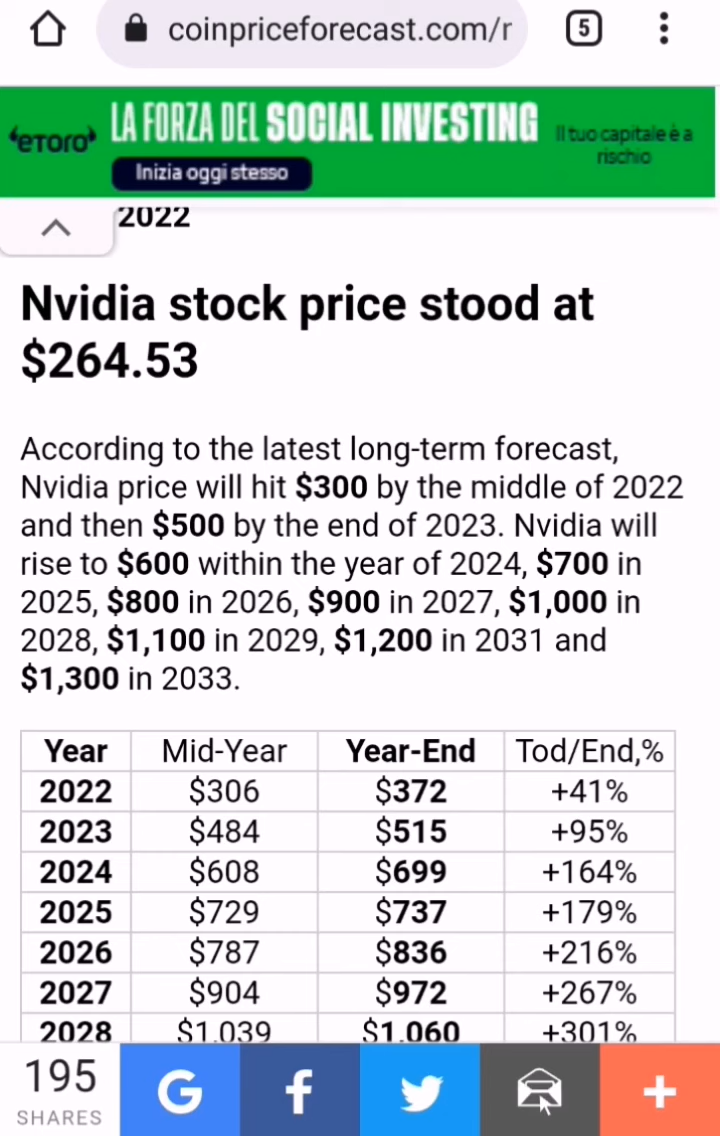 coinpriceforecast.com/r
5
'eToro'
LA FORZA DEL SOCIAL INVESTING
Il tuo capitale è a
rischio
Inizia oggi stesso
2022
Nvidia stock price stood at
$264.53
According to the latest long-term forecast,
Nvidia price will hit $300 by the middle of 2022
and then $500 by the end of 2023. Nvidia will
rise to $600 within the year of 2024, $700 in
2025, $800 in 2026, $900 in 2027, $1,000 in
2028, $1,100 in 2029, $1,200 in 2031 and
$1,300 in 2033.
Year Mid-Year Year-End Tod/End,%
2022 $306 $372 +41%
2023 $484 $515 +95%
2024 $608 $699 +164%
2025 $729 $737 +179%
2026 $787 $836 +216%
2027 $904 $972 +267%
2028 $1,039 $1,060 +301%
195
SHARES